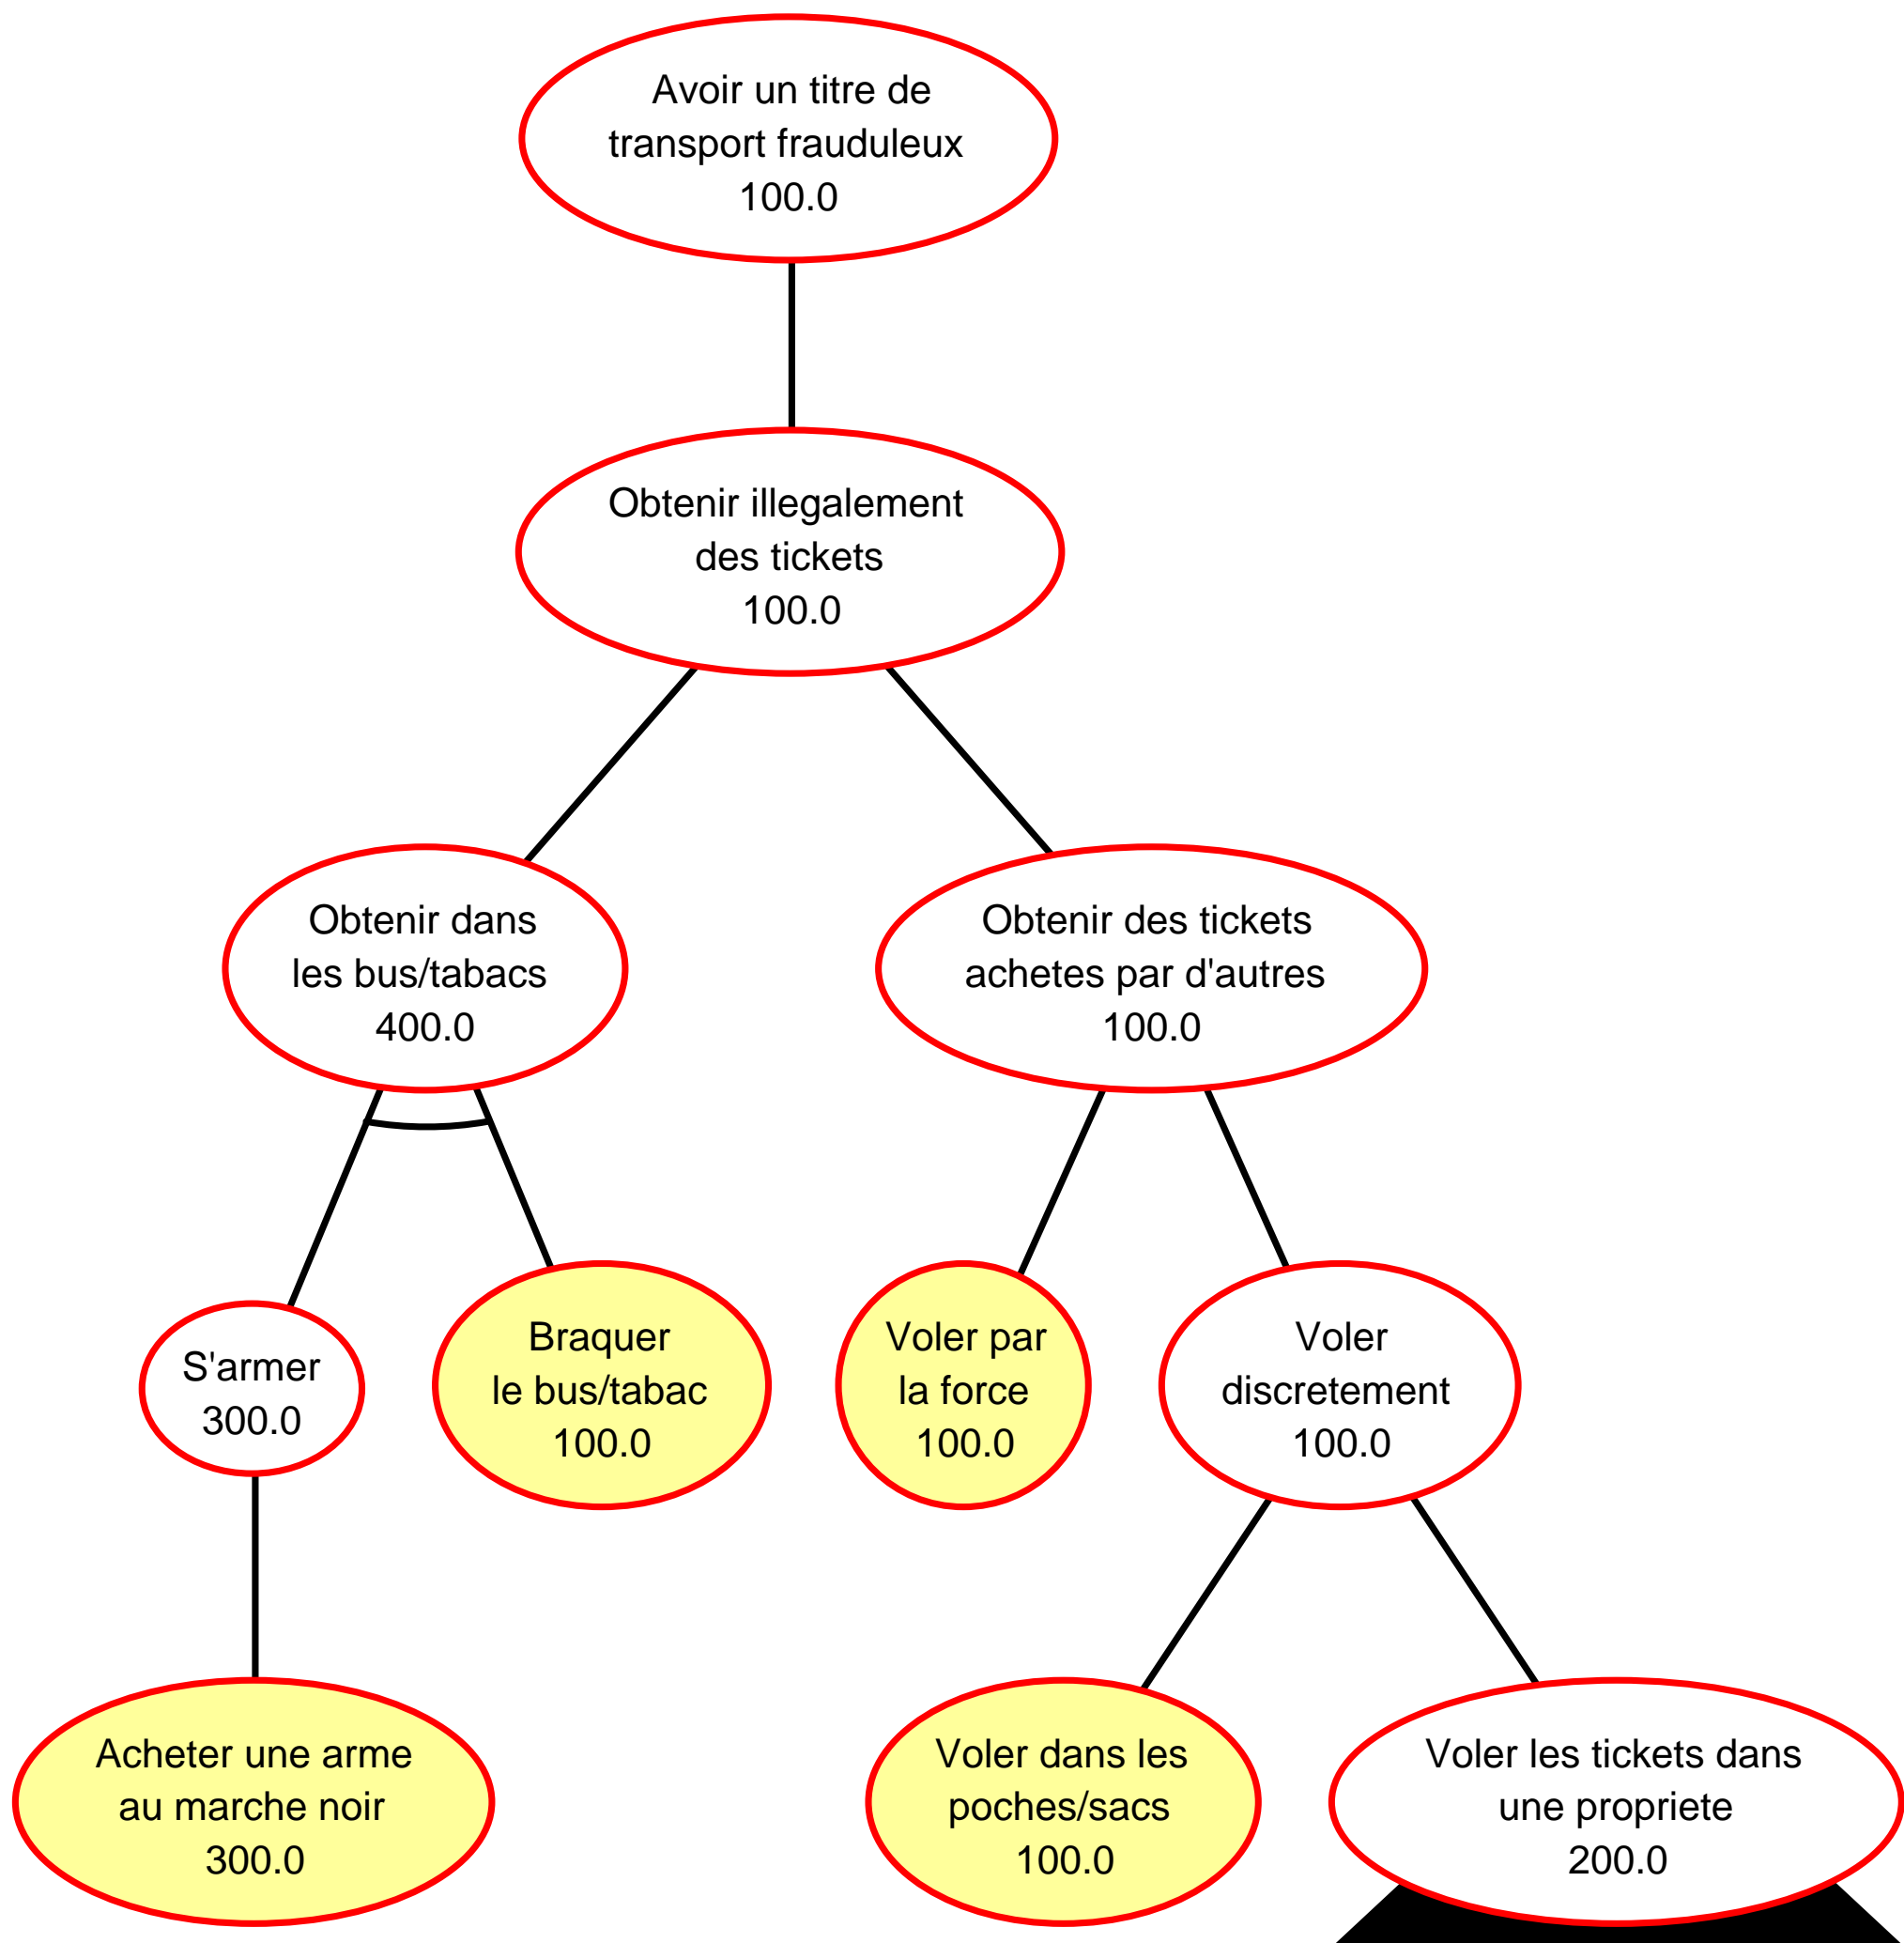 Avoir un titre de
transport frauduleux
100.0
Obtenir illegalement
des tickets
100.0
Obtenir dans
les bus/tabacs
400.0
Obtenir des tickets
achetes par d'autres
100.0
S'armer
300.0
Braquer
le bus/tabac
100.0
Voler par
la force
100.0
Voler
discretement
100.0
Acheter une arme
au marche noir
300.0
Voler dans les
poches/sacs
100.0
Voler les tickets dans
une propriete
200.0